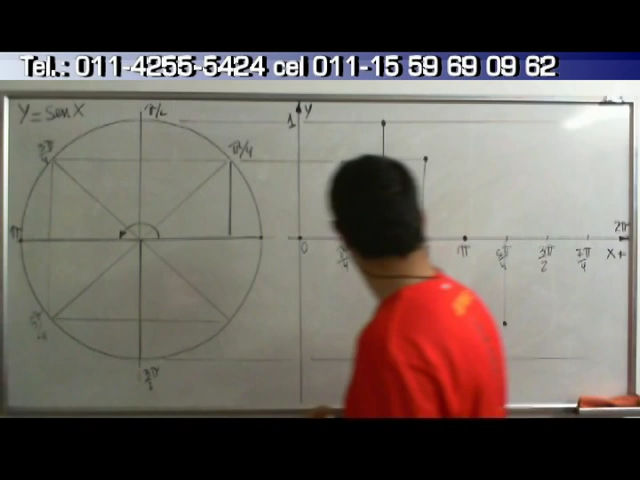 Tel.: 011-4255-5424 cel 011-15 59 69 09 62
Y = sen X
π/2
3π/4
π/4
π
3π/2
1
Y
0
π/4
π
5π/4
3π/2
7π/4
2π
X